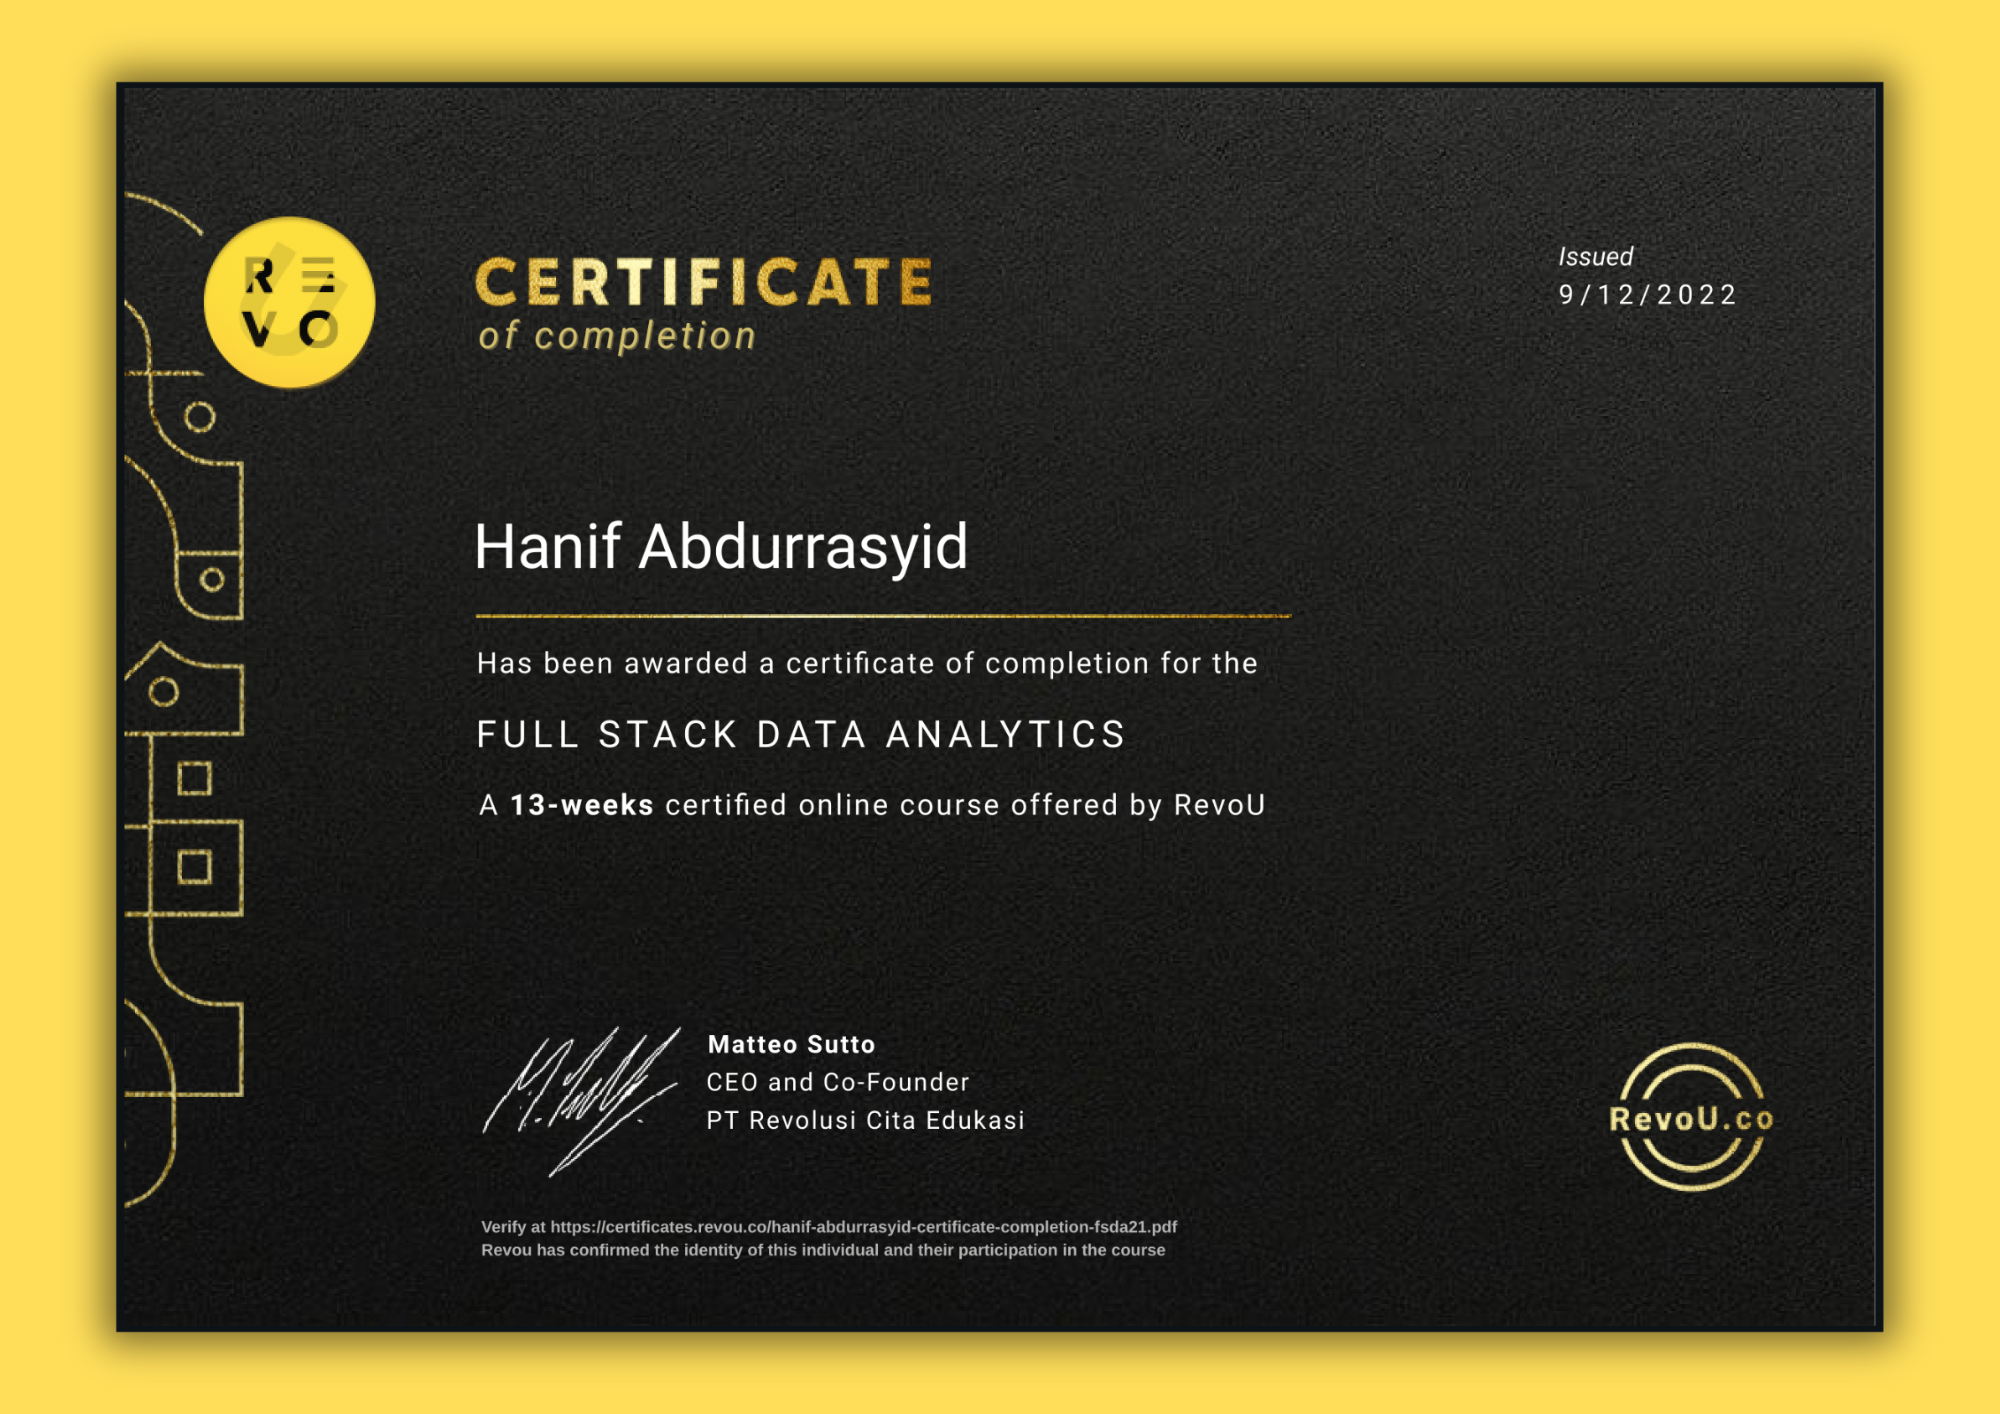 RE
VO
CERTIFICATE
of completion
Issued
9/12/2022
Hanif Abdurrasyid
Has been awarded a certificate of completion for the
FULL STACK DATA ANALYTICS
A 13-weeks certified online course offered by RevoU
Matteo Sutto
CEO and Co-Founder
PT Revolusi Cita Edukasi
RevoU.co
Verify at https://certificates.revou.co/hanif-abdurrasyid-certificate-completion-fsda21.pdf
Revou has confirmed the identity of this individual and their participation in the course